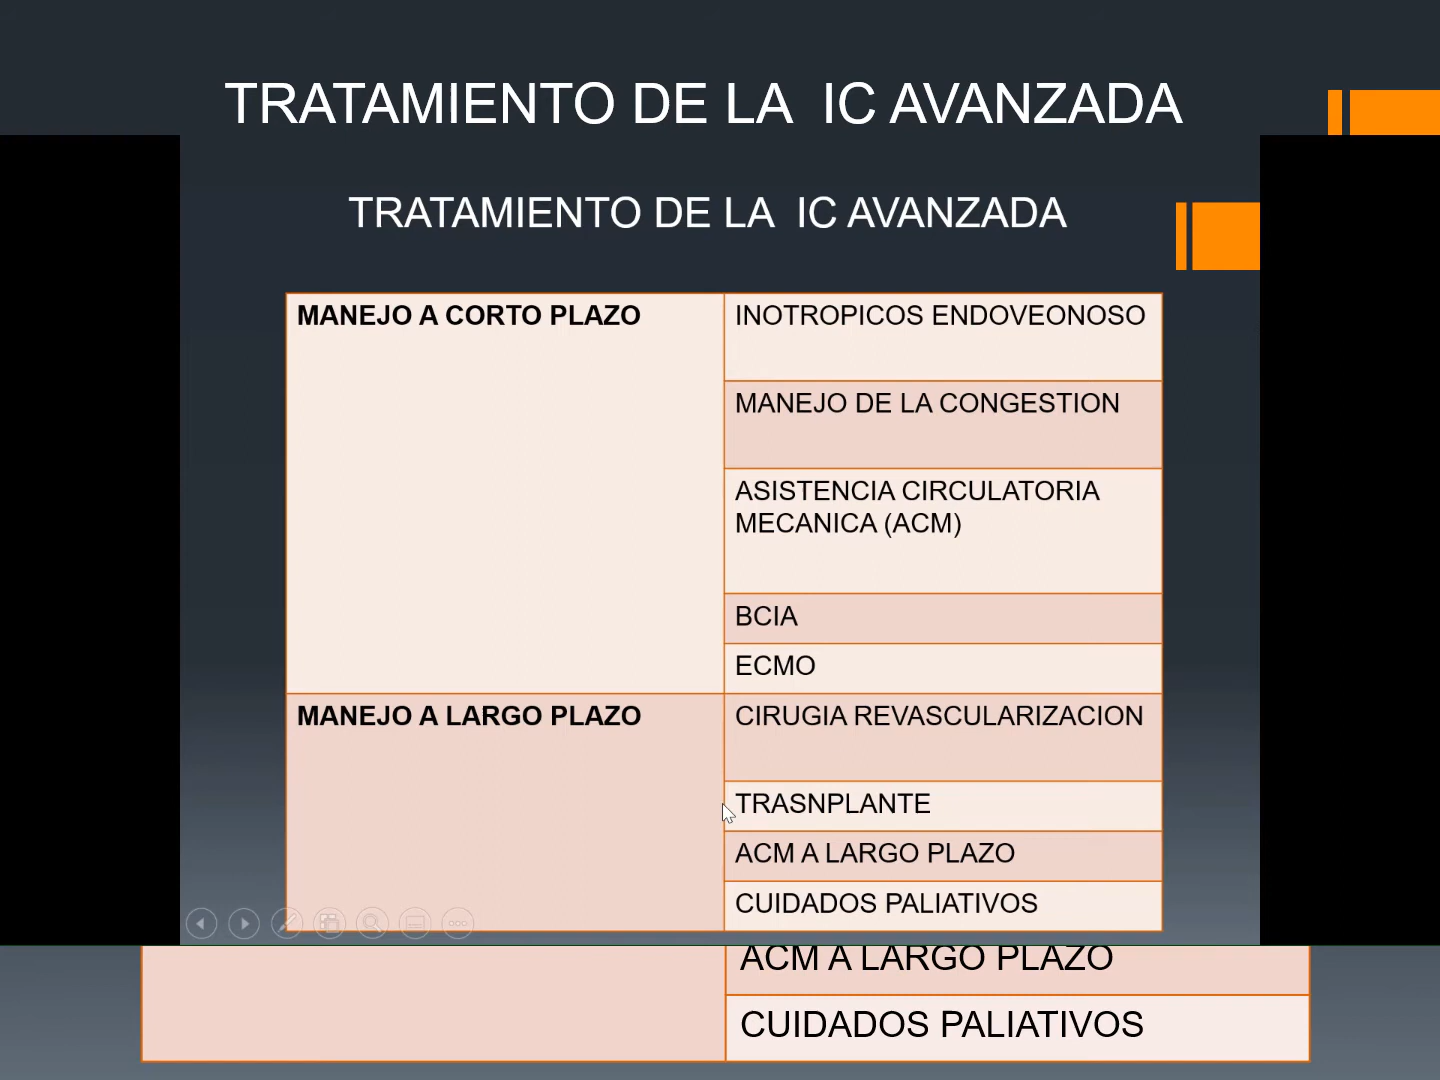 TRATAMIENTO DE LA IC AVANZADA
TRATAMIENTO DE LA IC AVANZADA
MANEJO A CORTO PLAZO
INOTROPICOS ENDOVEONOSO
MANEJO DE LA CONGESTION
ASISTENCIA CIRCULATORIA
MECANICA (ACM)
BCIA
ECMO
MANEJO A LARGO PLAZO
CIRUGIA REVASCULARIZACION
TRASNPLANTE
ACM A LARGO PLAZO
CUIDADOS PALIATIVOS
ACM A LARGO PLAZO
CUIDADOS PALIATIVOS